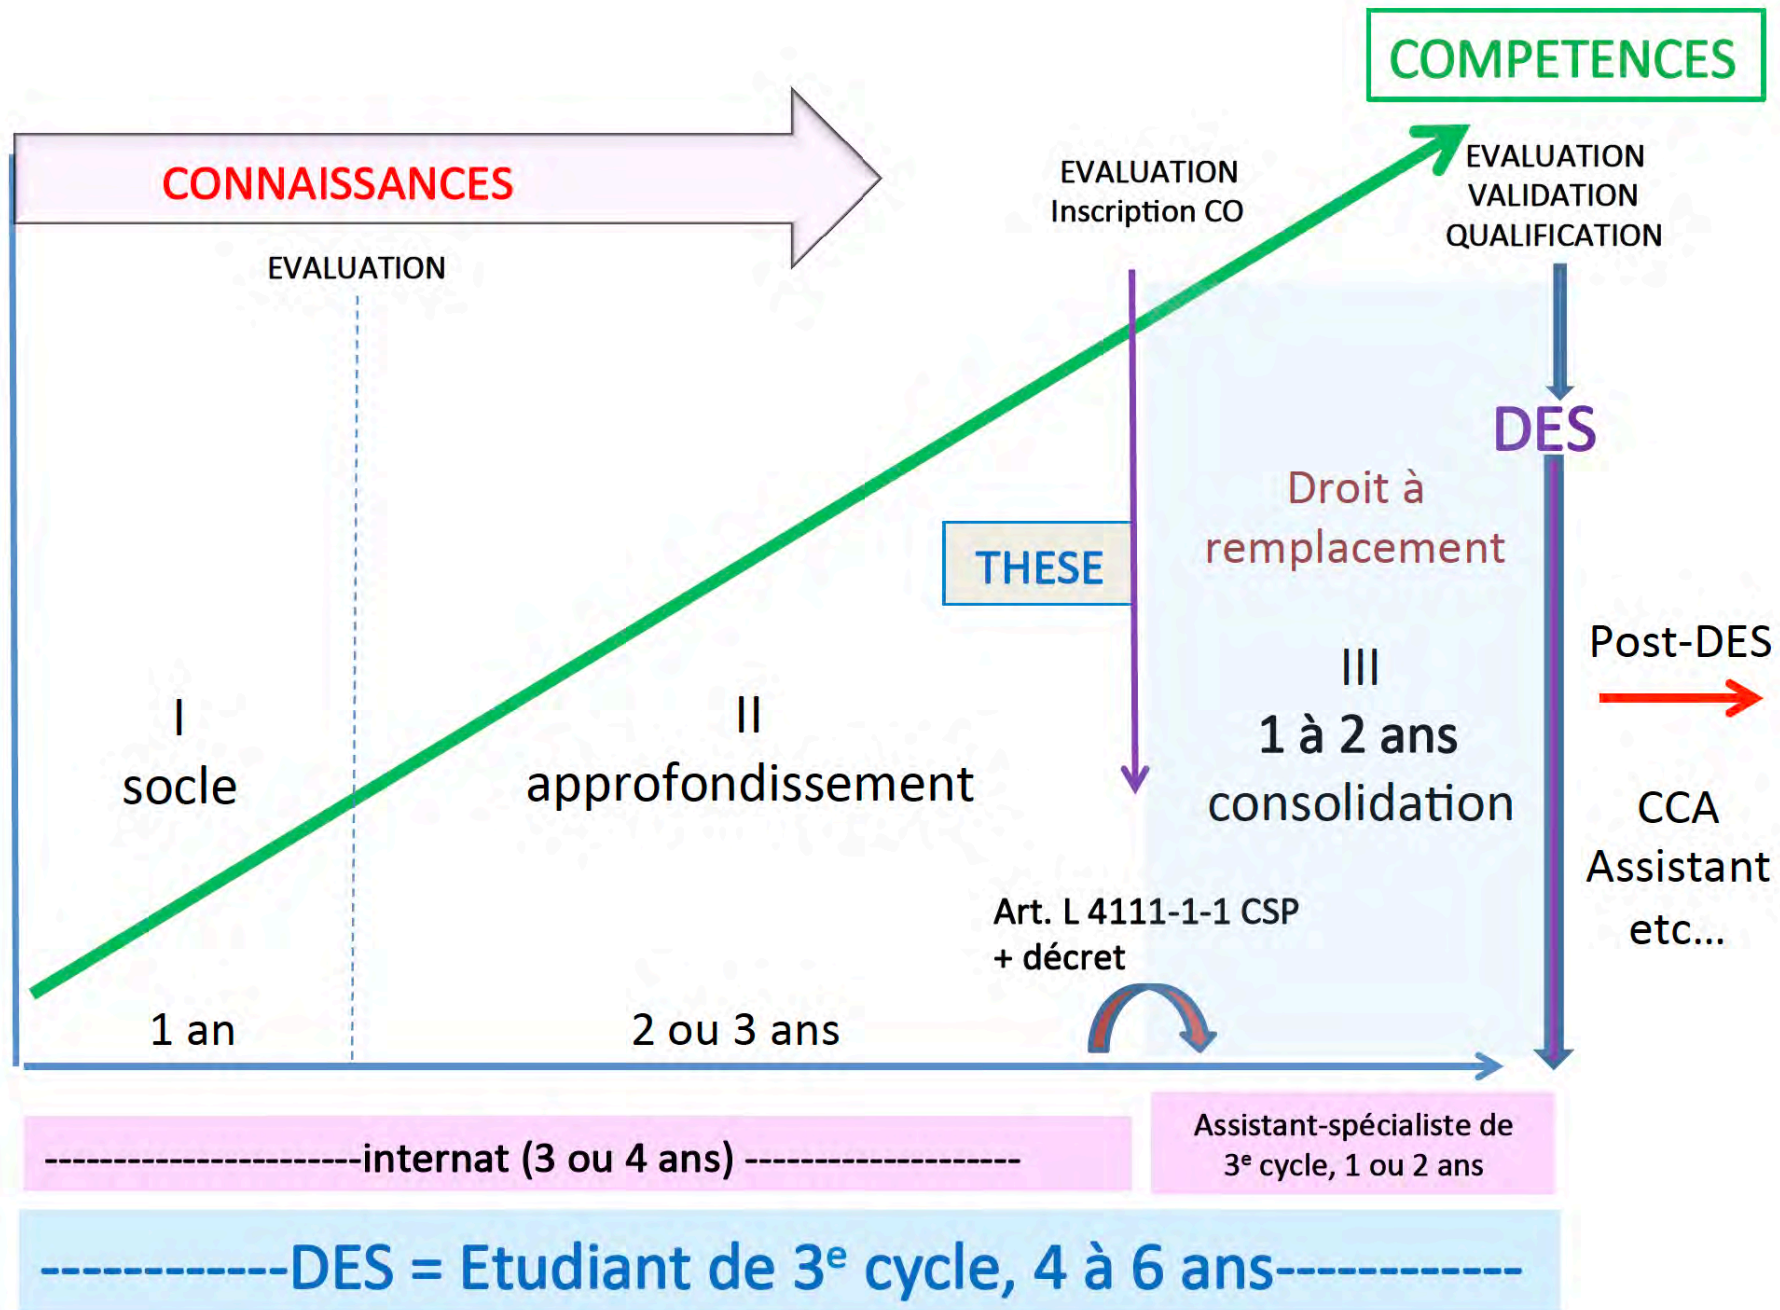 COMPETENCES
CONNAISSANCES
EVALUATION
EVALUATION
Inscription CO
EVALUATION
VALIDATION
QUALIFICATION
DES
Droit à
remplacement
THESE
I
socle
II
approfondissement
III
1 à 2 ans
consolidation
Post-DES
CCA
Assistant
etc...
Art. L 4111-1-1 CSP
+ décret
1 an
2 ou 3 ans
-----------------------internat (3 ou 4 ans) --------------------
Assistant-spécialiste de
3e cycle, 1 ou 2 ans
------------DES = Etudiant de 3e cycle, 4 à 6 ans------------